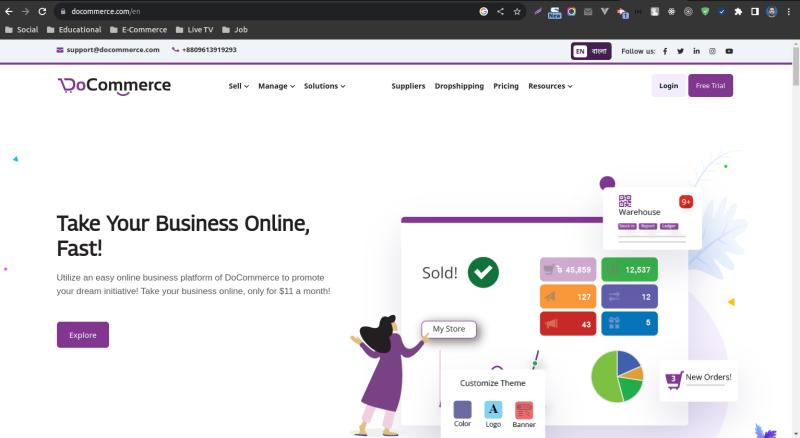 docommerce.com/en
New
1
Social
Educational
E-Commerce
Live TV
Job
support@docommerce.com
+8809613919293
EN
বাংলা
Follow us:
DoCommerce
Sell
Manage
Solutions
Suppliers
Dropshipping
Pricing
Resources
Login
Free Trial
Take Your Business Online,
Fast!
Utilize an easy online business platform of DoCommerce to promote
your dream initiative! Take your business online, only for $11 a month!
Explore
Warehouse
9+
Stock In
Report
Ledger
Sold!
৳ 45,859
12,537
127
12
43
5
My Store
Customize Theme
Color
A
Logo
Banner
3
New Orders!